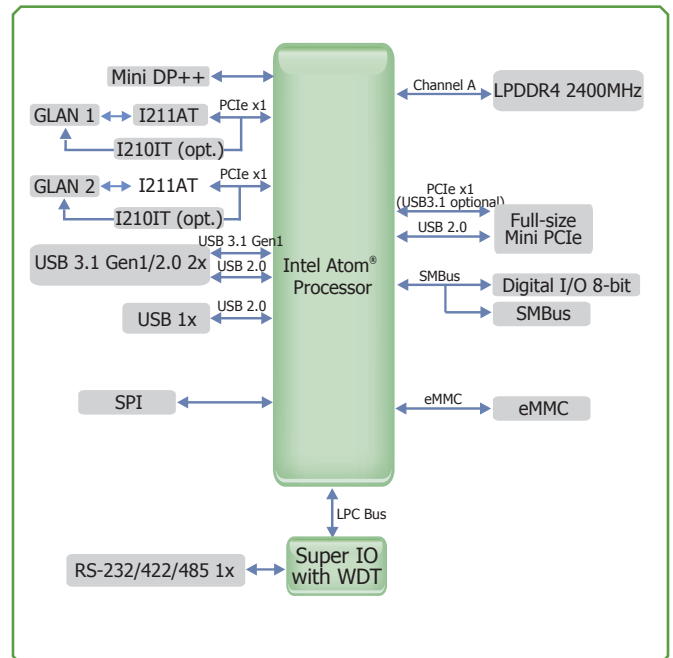 Mini DP++
GLAN 1
I211AT
PCIe x1
I210IT (opt.)
GLAN 2
I211AT
PCIe x1
I210IT (opt.)
USB 3.1 Gen1/2.0 2x
USB 3.1 Gen1
USB 2.0
USB 1x
USB 2.0
SPI
Intel Atom®
Processor
Channel A
LPDDR4 2400MHz
PCIe x1
(USB3.1 optional)
USB 2.0
Full-size
Mini PCIe
SMBus
Digital I/O 8-bit
SMBus
eMMC
eMMC
LPC Bus
Super IO
with WDT
RS-232/422/485 1x